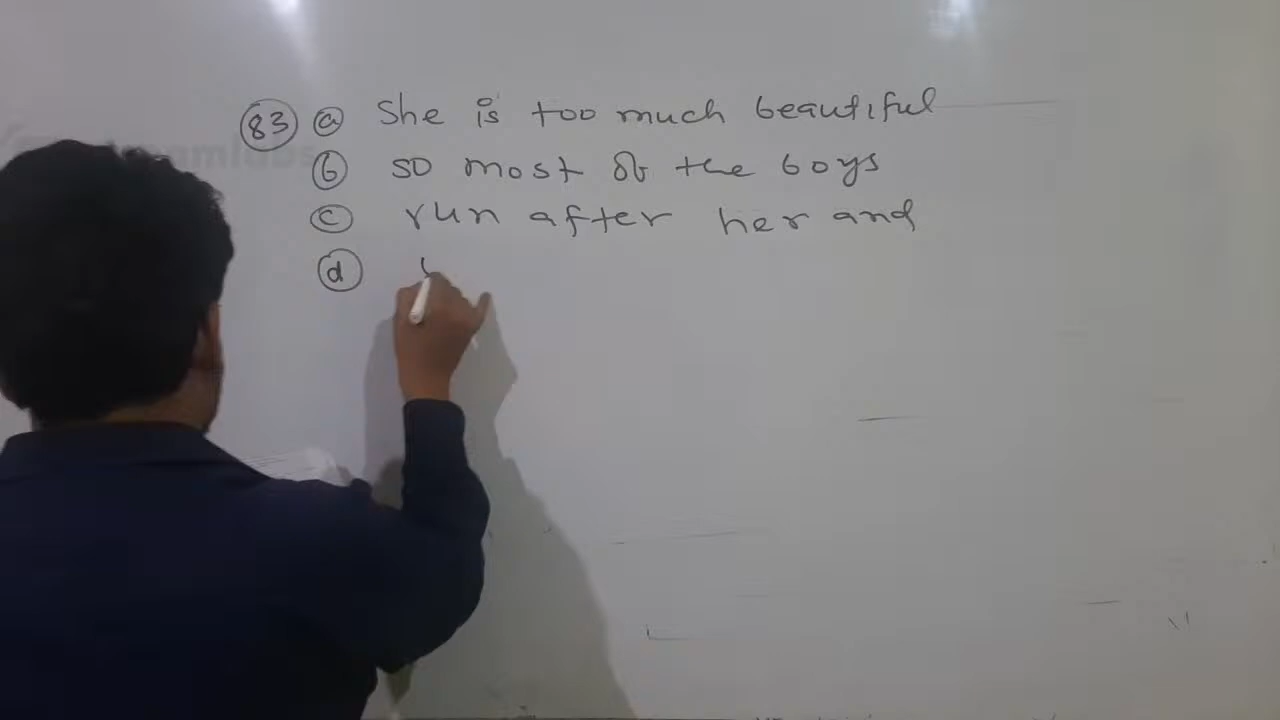 83 a She is too much beautiful
b so most of the boys
c run after her and
d